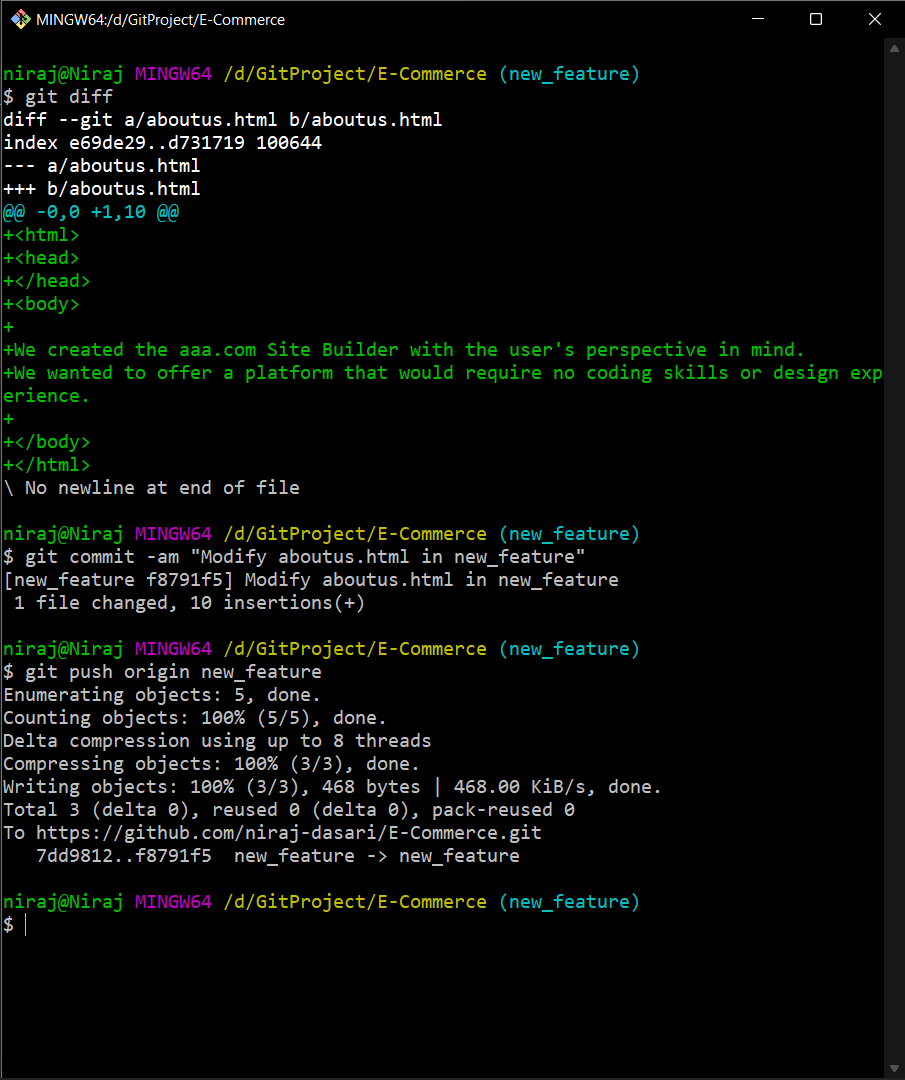 MINGW64:/d/GitProject/E-Commerce
niraj@Niraj MINGW64 /d/GitProject/E-Commerce (new_feature)
$ git diff
diff --git a/aboutus.html b/aboutus.html
index e69de29..d731719 100644
--- a/aboutus.html
+++ b/aboutus.html
@@ -0,0 +1,10 @@
+<html>
+<head>
+</head>
+<body>
+
+We created the aaa.com Site Builder with the user's perspective in mind.
+We wanted to offer a platform that would require no coding skills or design exp
erience.
+
+</body>
+</html>
\ No newline at end of file
niraj@Niraj MINGW64 /d/GitProject/E-Commerce (new_feature)
$ git commit -am "Modify aboutus.html in new_feature"
[new_feature f8791f5] Modify aboutus.html in new_feature
 1 file changed, 10 insertions(+)
niraj@Niraj MINGW64 /d/GitProject/E-Commerce (new_feature)
$ git push origin new_feature
Enumerating objects: 5, done.
Counting objects: 100% (5/5), done.
Delta compression using up to 8 threads
Compressing objects: 100% (3/3), done.
Writing objects: 100% (3/3), 468 bytes | 468.00 KiB/s, done.
Total 3 (delta 0), reused 0 (delta 0), pack-reused 0
To https://github.com/niraj-dasari/E-Commerce.git
   7dd9812..f8791f5  new_feature -> new_feature
niraj@Niraj MINGW64 /d/GitProject/E-Commerce (new_feature)
$